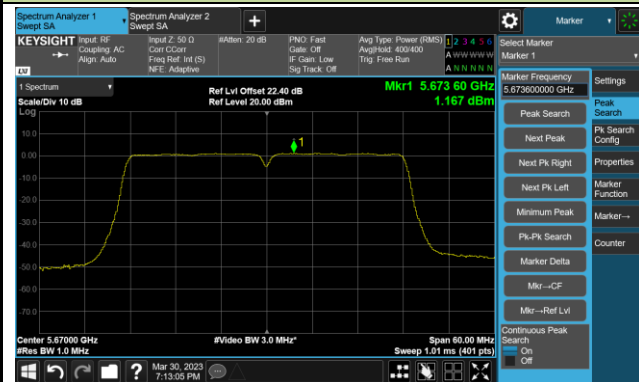 Spectrum Analyzer 1
Swept SA
Spectrum Analyzer 2
Swept SA
+
Marker
KEYSIGHT
Input: RF
Coupling: AC
Align: Auto
Input Z: 50 Ω
Corr CCorr
Freq Ref: Int (S)
NFE: Adaptive
#Atten: 20 dB
PNO: Fast
Gate: Off
IF Gain: Low
Sig Track: Off
Avg Type: Power (RMS)
Avg|Hold: 400/400
Trig: Free Run
1 2 3 4 5 6
A W W W W W
A N N N N N
LXI
Select Marker
Marker 1
1 Spectrum
Scale/Div 10 dB
Log
Ref Lvl Offset 22.40 dB
Ref Level 20.00 dBm
Mkr1 5.673 60 GHz
1.167 dBm
10.0
0.00
-10.0
-20.0
-30.0
-40.0
-50.0
-60.0
-70.0
1
Center 5.67000 GHz
#Res BW 1.0 MHz
#Video BW 3.0 MHz*
Span 60.00 MHz
Sweep 1.01 ms (401 pts)
Marker Frequency
5.673600000 GHz
Peak Search
Next Peak
Next Pk Right
Next Pk Left
Minimum Peak
Pk-Pk Search
Marker Delta
Mkr→CF
Mkr→Ref Lvl
Continuous Peak
Search
On
Off
Settings
Peak
Search
Pk Search
Config
Properties
Marker
Function
Marker→
Counter
?
Mar 30, 2023
7:13:05 PM